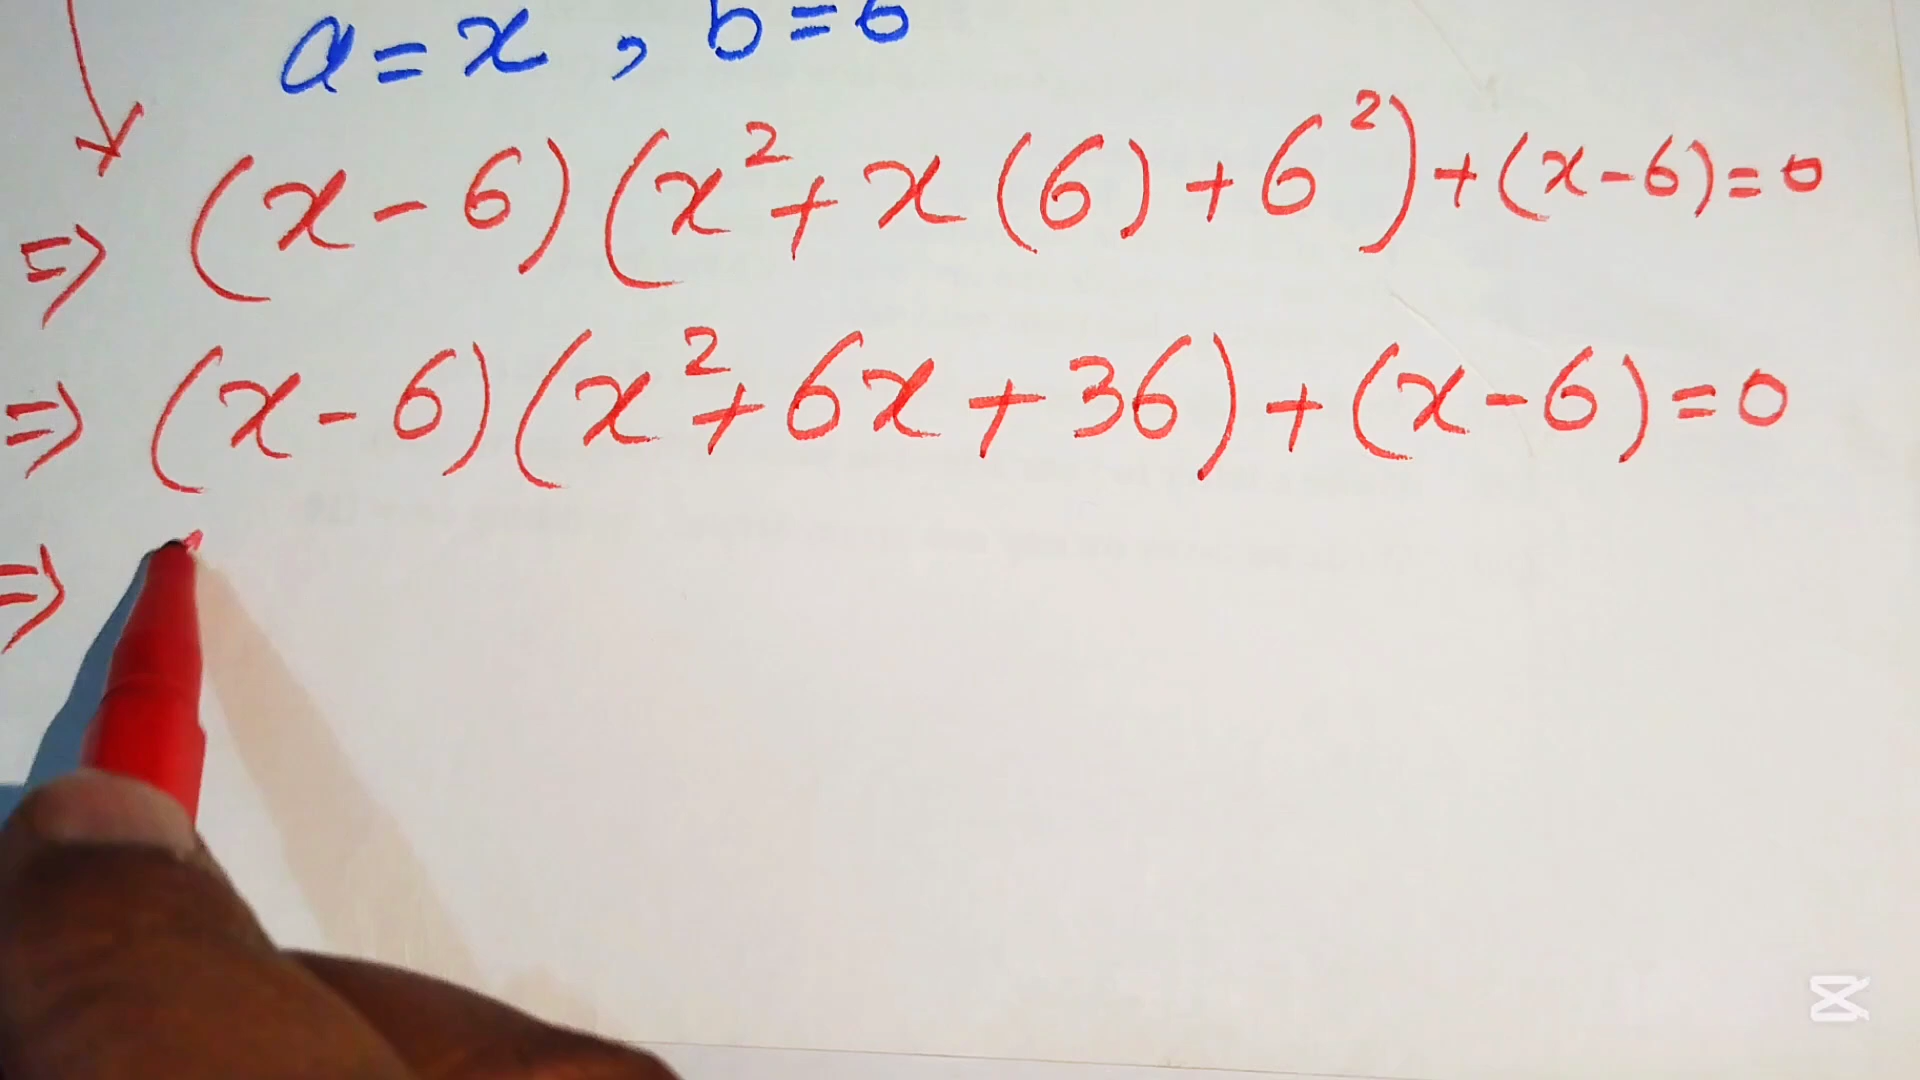 a = x , b = 6
⇒ (x - 6)(x² + x(6) + 6²) + (x - 6) = 0
⇒ (x - 6)(x² + 6x + 36) + (x - 6) = 0
⇒